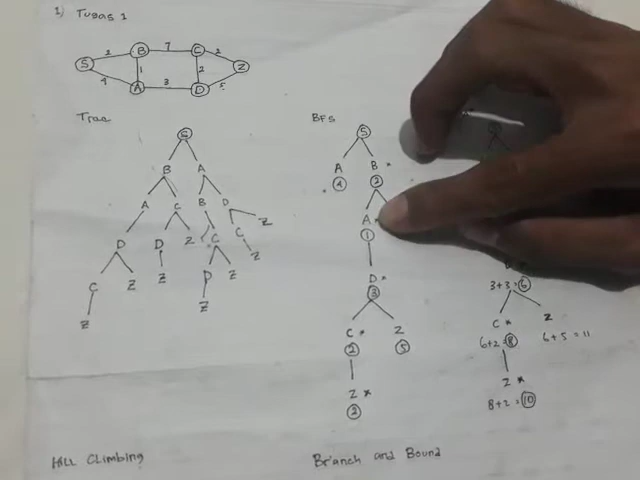 1) Tugas 1
2 B 7 C 2
S 1 2 Z
4 A 3 D 5
Tree
BFS
S
S
B A
A B *
4 2
A C B D
A *
1
D D Z C C Z
D *
3
3+3=6
C Z Z D Z Z
C * Z
2 5
C * Z
6+2=8 6+5=11
Z Z
Z *
2
Z *
8+2=10
Hill Climbing
Branch and Bound